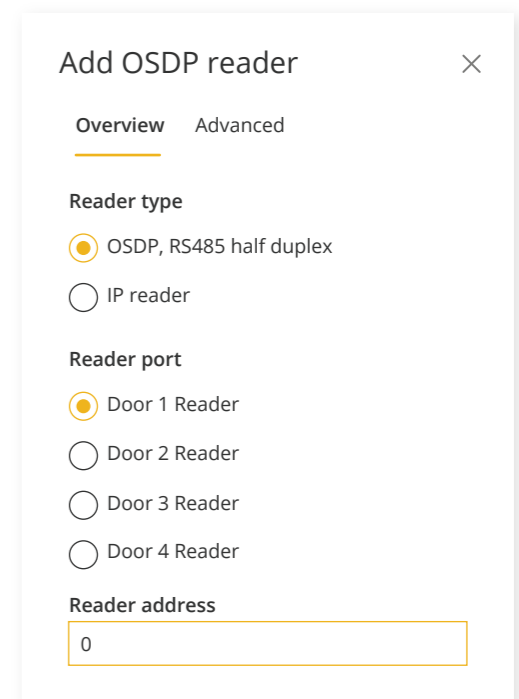 Add OSDP reader
Overview Advanced
Reader type
OSDP, RS485 half duplex
IP reader
Reader port
Door 1 Reader
Door 2 Reader
Door 3 Reader
Door 4 Reader
Reader address
0